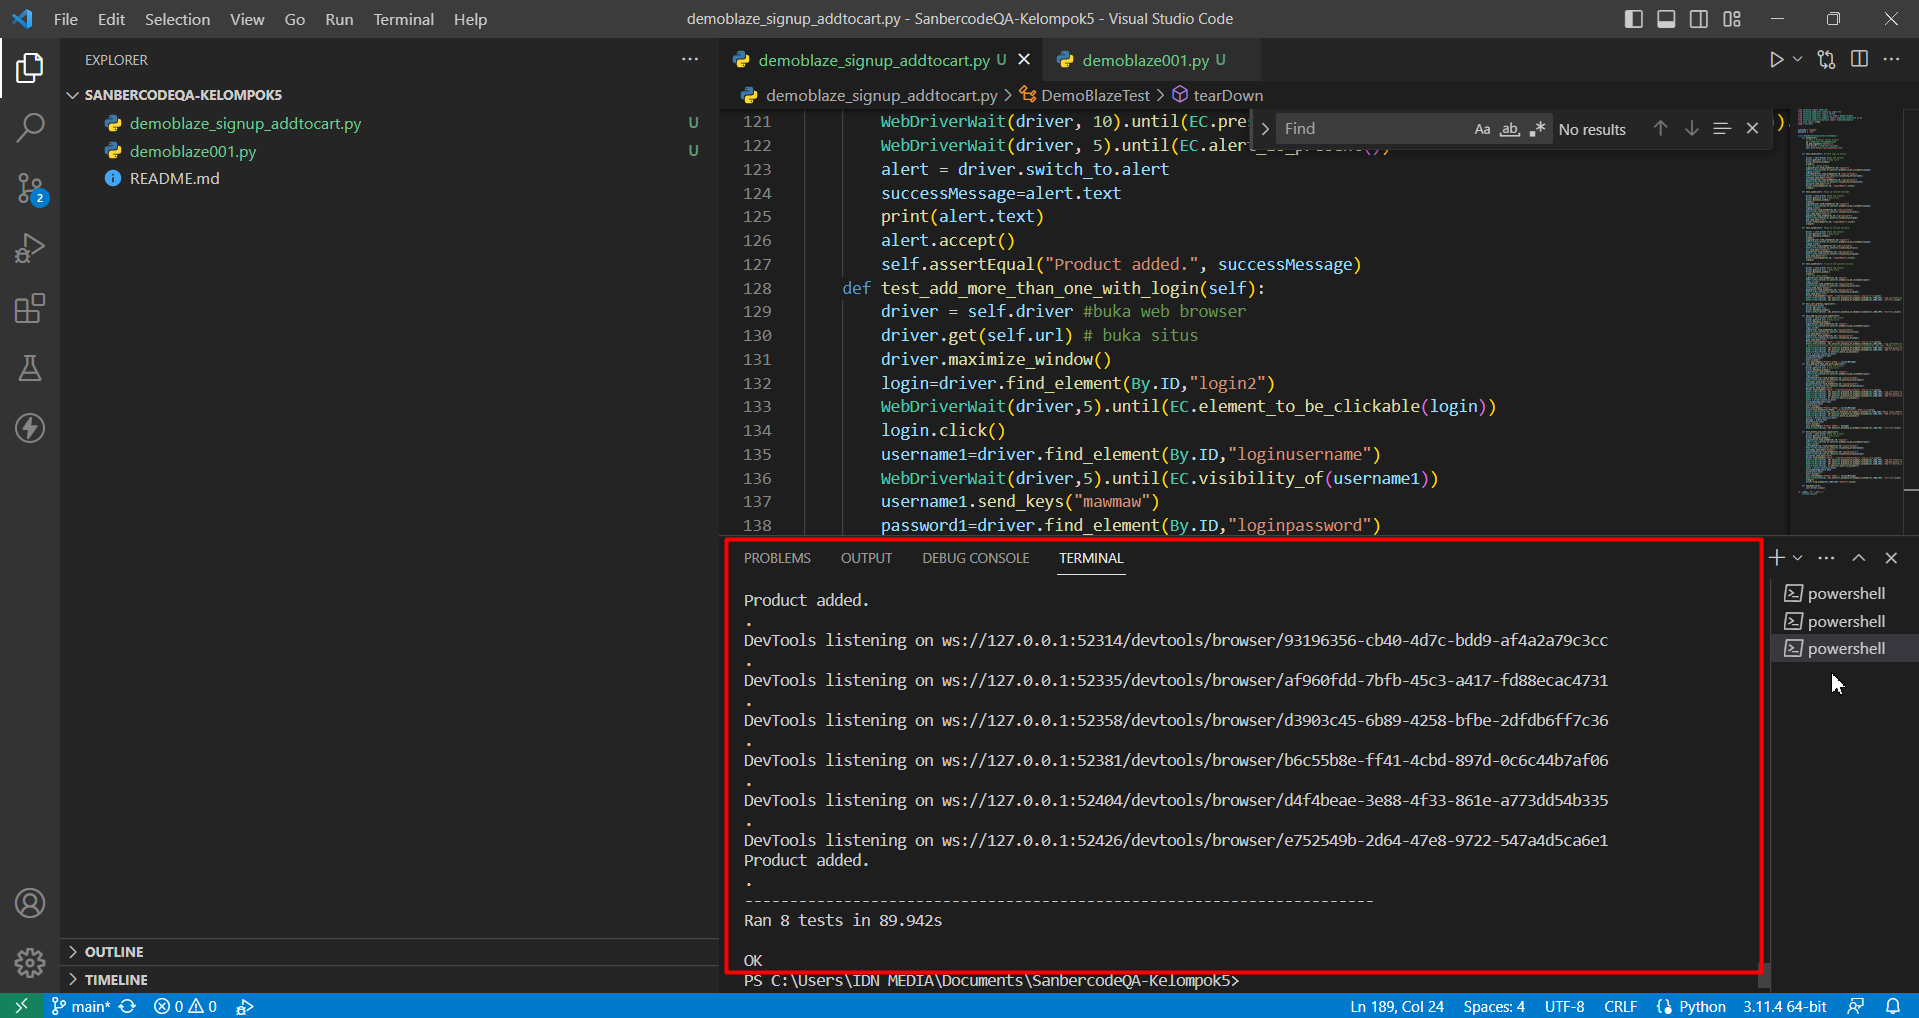 File Edit Selection View Go Run Terminal Help
demoblaze_signup_addtocart.py - SanbercodeQA-Kelompok5 - Visual Studio Code
EXPLORER
SANBERCODEQA-KELOMPOK5
demoblaze_signup_addtocart.py U
demoblaze001.py U
README.md
2
OUTLINE
TIMELINE
demoblaze_signup_addtocart.py U
demoblaze001.py U
demoblaze_signup_addtocart.py > DemoBlazeTest > tearDown
Find
Aa ab .*
No results
121 WebDriverWait(driver, 10).until(EC.pre
122 WebDriverWait(driver, 5).until(EC.alert_is_present())
123 alert = driver.switch_to.alert
124 successMessage=alert.text
125 print(alert.text)
126 alert.accept()
127 self.assertEqual("Product added.", successMessage)
128 def test_add_more_than_one_with_login(self):
129 driver = self.driver #buka web browser
130 driver.get(self.url) # buka situs
131 driver.maximize_window()
132 login=driver.find_element(By.ID,"login2")
133 WebDriverWait(driver,5).until(EC.element_to_be_clickable(login))
134 login.click()
135 username1=driver.find_element(By.ID,"loginusername")
136 WebDriverWait(driver,5).until(EC.visibility_of(username1))
137 username1.send_keys("mawmaw")
138 password1=driver.find_element(By.ID,"loginpassword")
PROBLEMS OUTPUT DEBUG CONSOLE TERMINAL
Product added.
.
DevTools listening on ws://127.0.0.1:52314/devtools/browser/93196356-cb40-4d7c-bdd9-af4a2a79c3cc
.
DevTools listening on ws://127.0.0.1:52335/devtools/browser/af960fdd-7bfb-45c3-a417-fd88ecac4731
.
DevTools listening on ws://127.0.0.1:52358/devtools/browser/d3903c45-6b89-4258-bfbe-2dfdb6ff7c36
.
DevTools listening on ws://127.0.0.1:52381/devtools/browser/b6c55b8e-ff41-4cbd-897d-0c6c44b7af06
.
DevTools listening on ws://127.0.0.1:52404/devtools/browser/d4f4beae-3e88-4f33-861e-a773dd54b335
.
DevTools listening on ws://127.0.0.1:52426/devtools/browser/e752549b-2d64-47e8-9722-547a4d5ca6e1
Product added.
.
----------------------------------------------------------------------
Ran 8 tests in 89.942s
OK
PS C:\Users\IDN MEDIA\Documents\SanbercodeQA-Kelompok5>
powershell
powershell
powershell
main* 0 0
Ln 189, Col 24 Spaces: 4 UTF-8 CRLF Python 3.11.4 64-bit